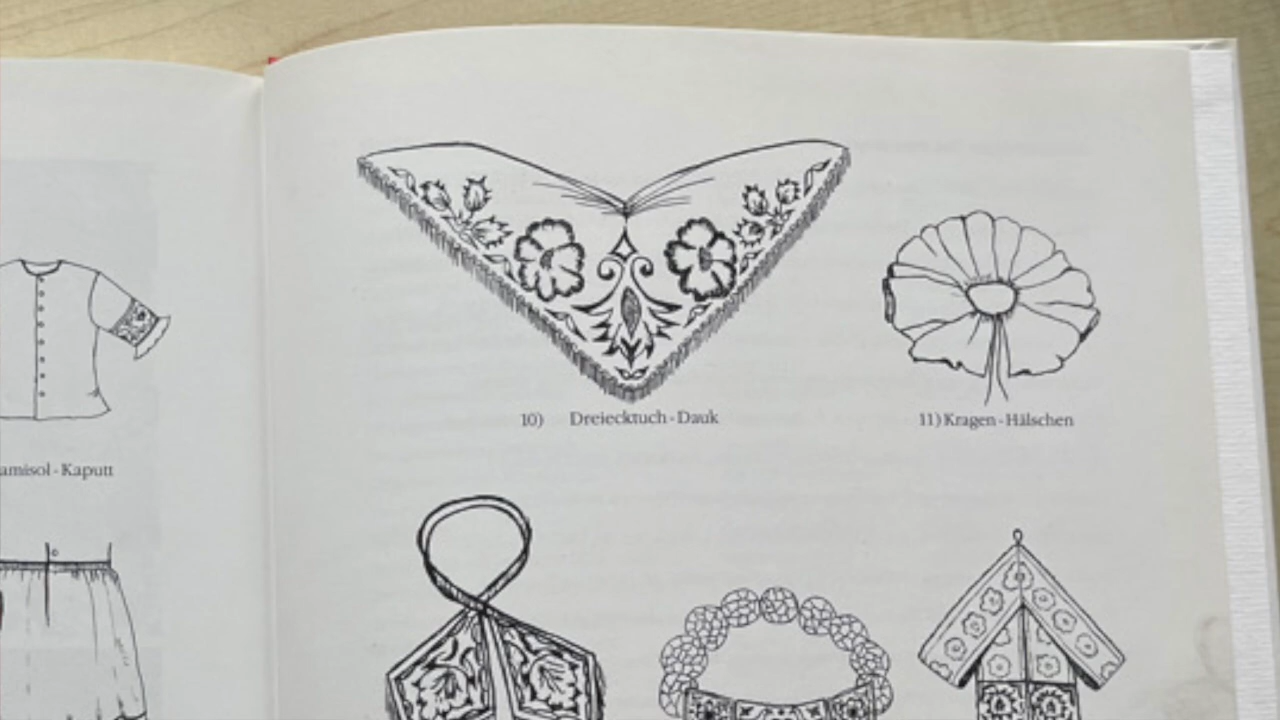 10) Dreiecktuch - Dauk
11) Kragen - Hälschen
amisol - Kaputt